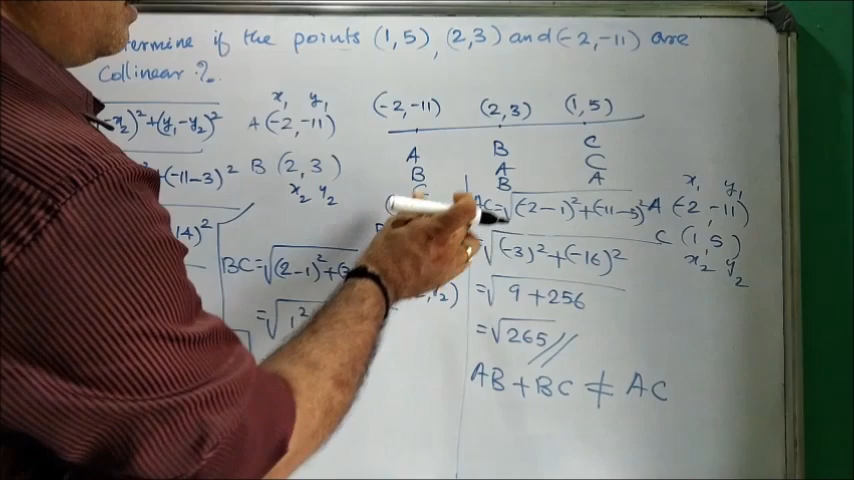 termine if the points (1,5), (2,3) and (-2,-11) are
Collinear ?.
-x₂)²+(y₁-y₂)²
x₁ y₁
A (-2,-11)
+(-11-3)²
B (2,3)
x₂ y₂
14)²
BC=√(2-1)²+(3
=√1²
(-2,-11) (2,3) (1,5)
A B C
B A C
C B A
y₂)
AC=√(-2-1)²+(-11-5)²
=√(-3)²+(-16)²
=√9+256
=√265//
AB+BC≠AC
x₁ y₁
A (-2,-11)
C (1,5)
x₂ y₂